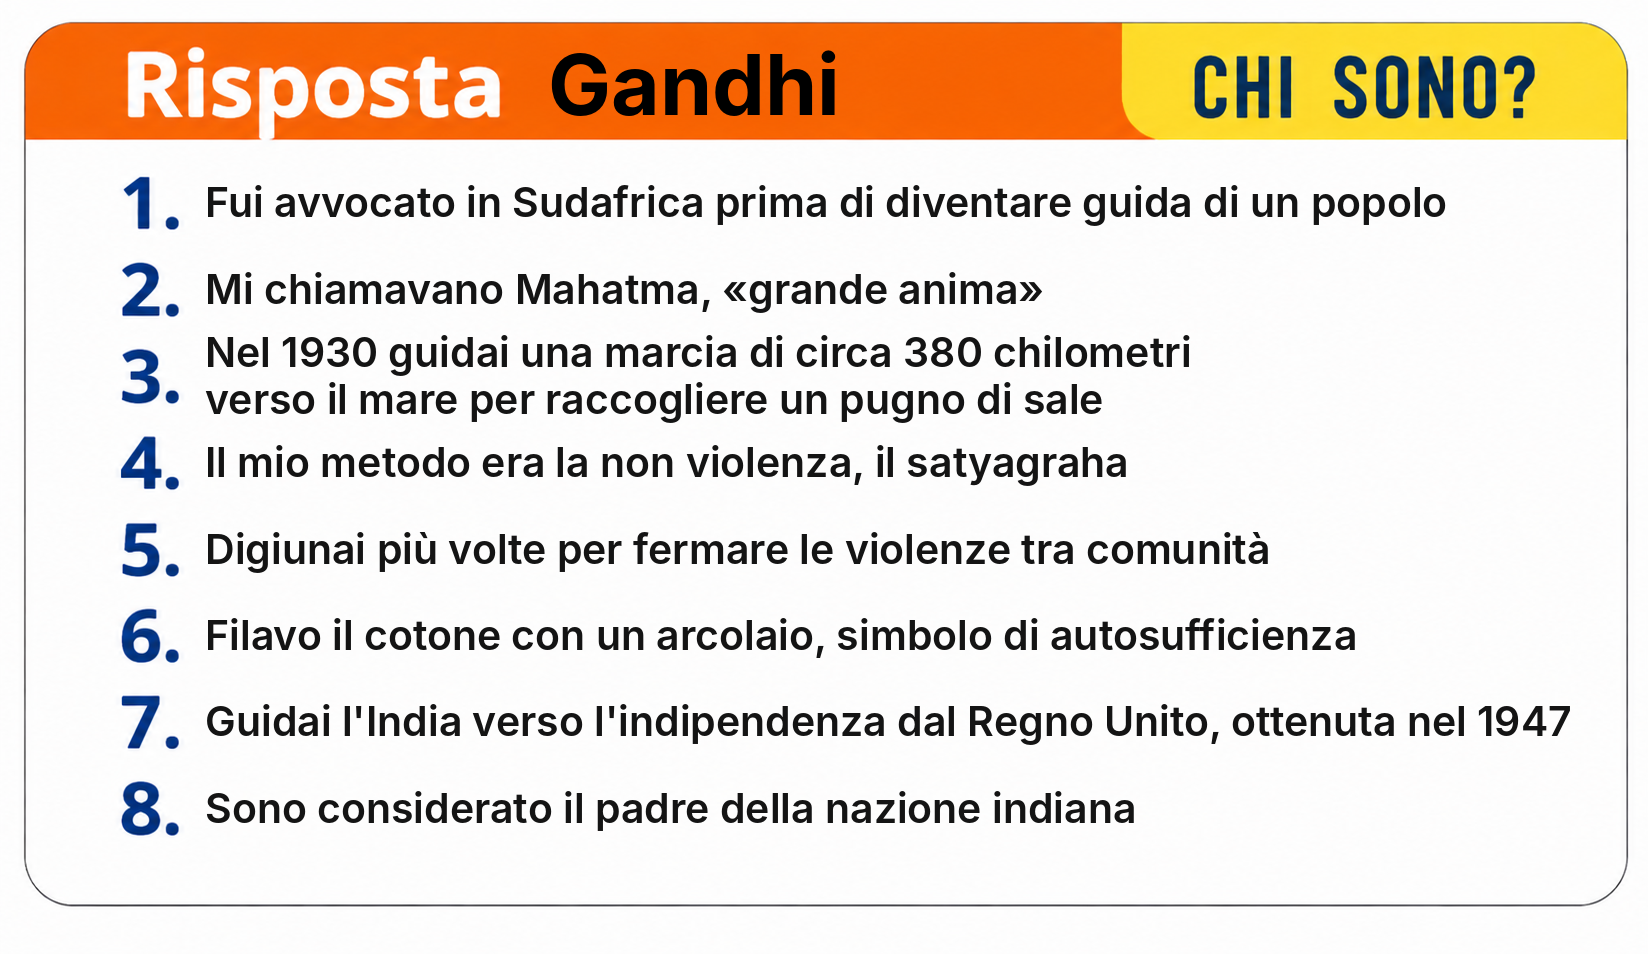 Risposta Gandhi
CHI SONO?
1. Fui avvocato in Sudafrica prima di diventare guida di un popolo
2. Mi chiamavano Mahatma, «grande anima»
3. Nel 1930 guidai una marcia di circa 380 chilometri
verso il mare per raccogliere un pugno di sale
4. Il mio metodo era la non violenza, il satyagraha
5. Digiunai più volte per fermare le violenze tra comunità
6. Filavo il cotone con un arcolaio, simbolo di autosufficienza
7. Guidai l'India verso l'indipendenza dal Regno Unito, ottenuta nel 1947
8. Sono considerato il padre della nazione indiana